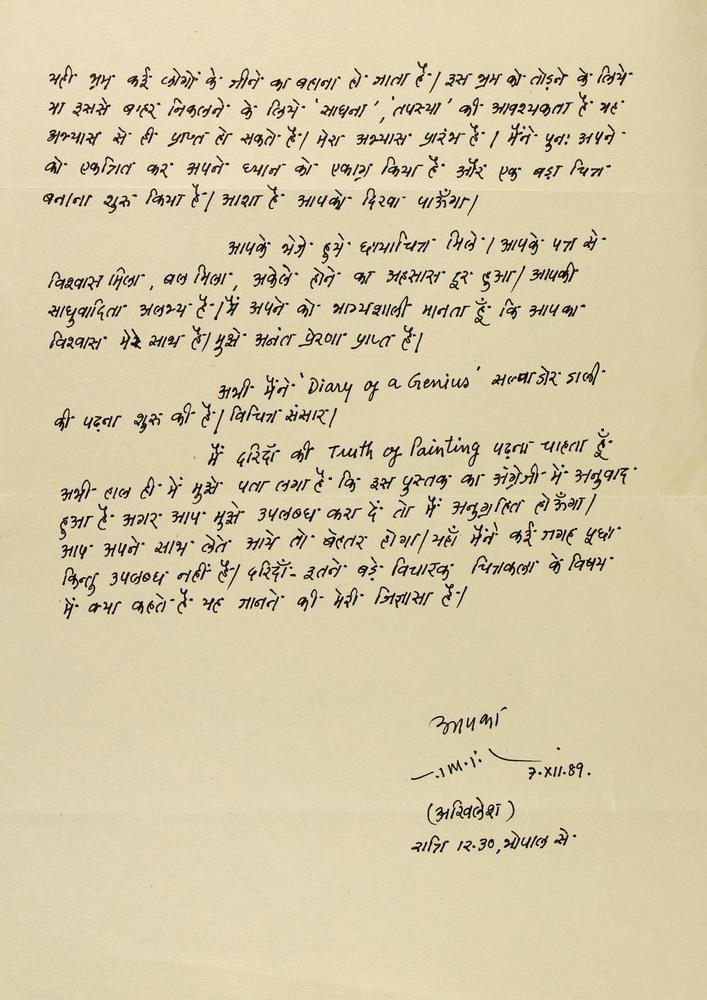 यही भ्रम कई लोगों के जीने का बहाना हो जाता है। इस भ्रम को तोड़ने के लिये
या इससे बाहर निकलने के लिये 'साधना', 'तपस्या' की आवश्यकता है यह
अभ्यास से ही प्राप्त हो सकते है। मेरा अभ्यास प्रारंभ है। मैंने पुनः अपने
को एकत्रित कर अपने ध्यान को एकाग्र किया है और एक बड़ा चित्र
बनाना शुरू किया है। आशा है आपको दिखा पाऊँगा।
आपके भेजे हुये छायाचित्र मिले। आपके पत्र से
विश्वास मिला, बल मिला, अकेले होने का अहसास दूर हुआ। आपकी
साधुवादिता अलभ्य है। मैं अपने को भाग्यशाली मानता हूँ कि आपका
विश्वास मेरे साथ है। मुझे अनंत प्रेरणा प्राप्त है।
अभी मैंने 'Diary of a Genius' सल्वाडोर डाली
की पढ़ना शुरू की है। विचित्र संसार।
मैं दरिदाँ की Truth of Painting पढ़ना चाहता हूँ
अभी हाल ही में मुझे पता लगा है कि इस पुस्तक का अंग्रेजी में अनुवाद
हुआ है अगर आप मुझे उपलब्ध करा दें तो मैं अनुग्रहित होऊँगा।
आप अपने साथ लेते आये तो बेहतर होगा। यहाँ मैंने कई जगह पूछा
किन्तु उपलब्ध नहीं है। दरिदाँ - इतने बड़े विचारक चित्रकला के विषय
में क्या कहते है यह जानने की मेरी जिज्ञासा है।
आपका
7.XII.89.
(अखिलेश)
रात्रि 12.30, भोपाल से